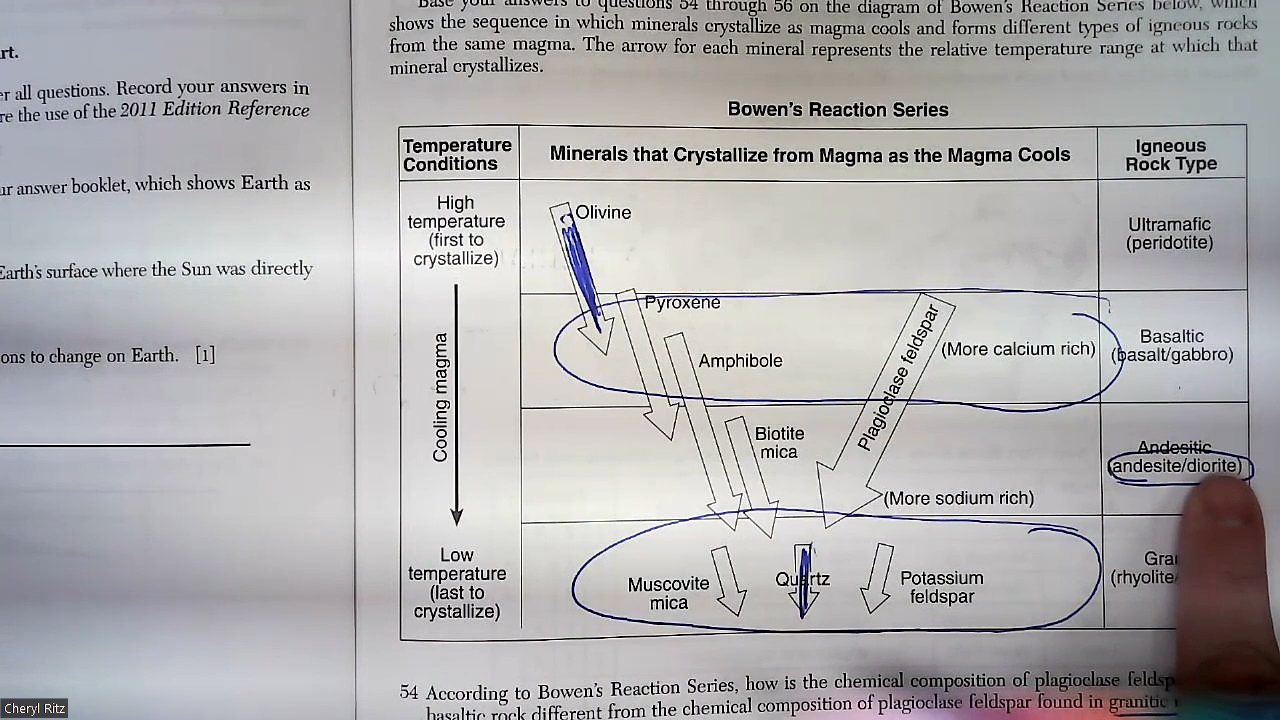 rt.
er all questions. Record your answers in
re the use of the 2011 Edition Reference
ur answer booklet, which shows Earth as
Earth's surface where the Sun was directly
ons to change on Earth. [1]
Base your answers to questions 54 through 56 on the diagram of Bowen's Reaction Series below, which
shows the sequence in which minerals crystallize as magma cools and forms different types of igneous rocks
from the same magma. The arrow for each mineral represents the relative temperature range at which that
mineral crystallizes.
Bowen's Reaction Series
Temperature
Conditions
Minerals that Crystallize from Magma as the Magma Cools
Igneous
Rock Type
High
temperature
(first to
crystallize)
Olivine
Ultramafic
(peridotite)
Cooling magma
Pyroxene
Amphibole
Plagioclase feldspar
(More calcium rich)
Basaltic
(basalt/gabbro)
Biotite
mica
(More sodium rich)
Andesitic
(andesite/diorite)
Low
temperature
(last to
crystallize)
Muscovite
mica
Quartz
Potassium
feldspar
Gra
(rhyolite/
54 According to Bowen's Reaction Series, how is the chemical composition of plagioclase feldsp
basaltic rock different from the chemical composition of plagioclase feldspar found in granitic
Cheryl Ritz